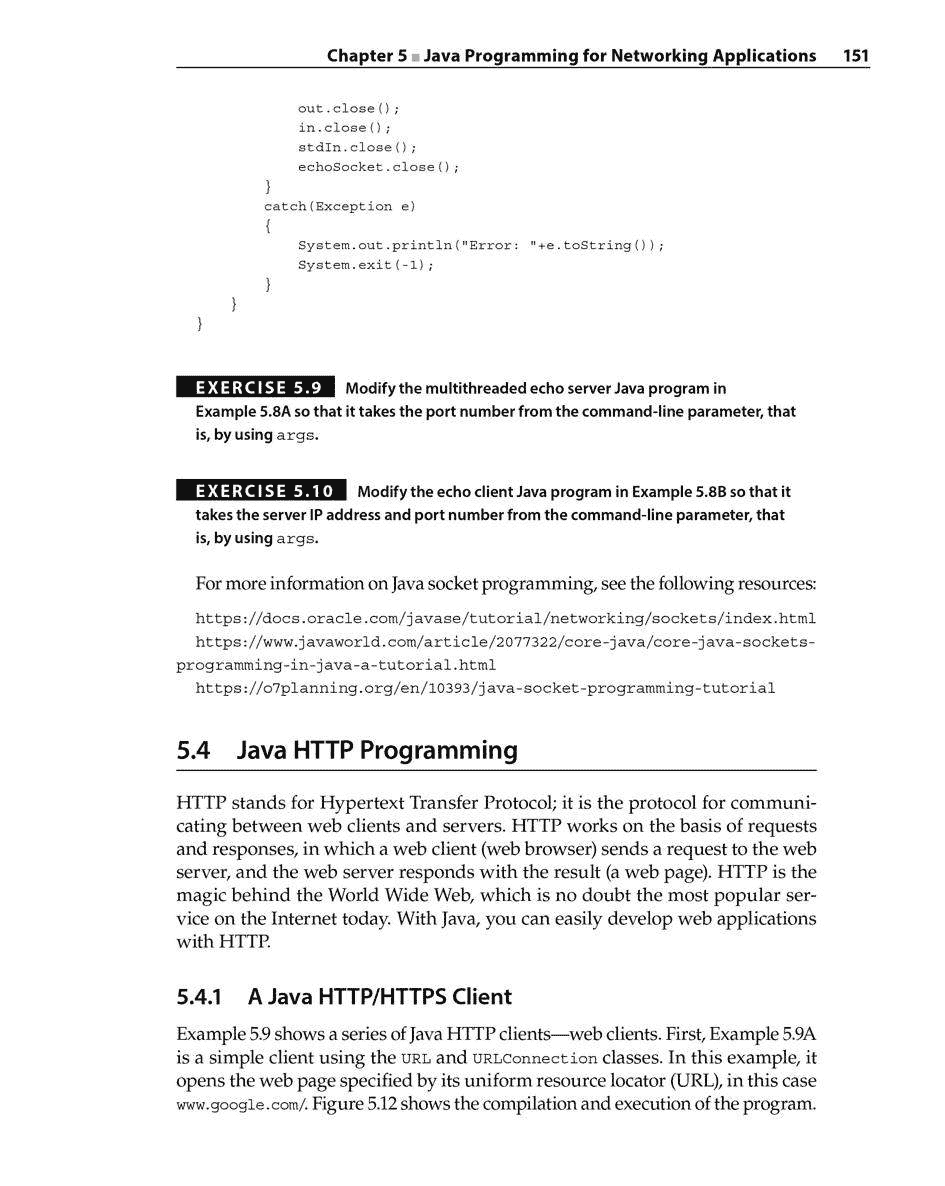 Chapter 5 ■ Java Programming for Networking Applications 151
out.close();
in.close();
stdIn.close();
echoSocket.close();
}
catch(Exception e)
{
System.out.println("Error: "+e.toString());
System.exit(-1);
}
}
}
EXERCISE 5.9 Modify the multithreaded echo server Java program in
Example 5.8A so that it takes the port number from the command-line parameter, that
is, by using args.
EXERCISE 5.10 Modify the echo client Java program in Example 5.8B so that it
takes the server IP address and port number from the command-line parameter, that
is, by using args.
For more information on Java socket programming, see the following resources:
https://docs.oracle.com/javase/tutorial/networking/sockets/index.html
https://www.javaworld.com/article/2077322/core-java/core-java-sockets-
programming-in-java-a-tutorial.html
https://o7planning.org/en/10393/java-socket-programming-tutorial
5.4 Java HTTP Programming
HTTP stands for Hypertext Transfer Protocol; it is the protocol for communi-
cating between web clients and servers. HTTP works on the basis of requests
and responses, in which a web client (web browser) sends a request to the web
server, and the web server responds with the result (a web page). HTTP is the
magic behind the World Wide Web, which is no doubt the most popular ser-
vice on the Internet today. With Java, you can easily develop web applications
with HTTP.
5.4.1 A Java HTTP/HTTPS Client
Example 5.9 shows a series of Java HTTP clients—web clients. First, Example 5.9A
is a simple client using the URL and URLConnection classes. In this example, it
opens the web page specified by its uniform resource locator (URL), in this case
www.google.com/. Figure 5.12 shows the compilation and execution of the program.